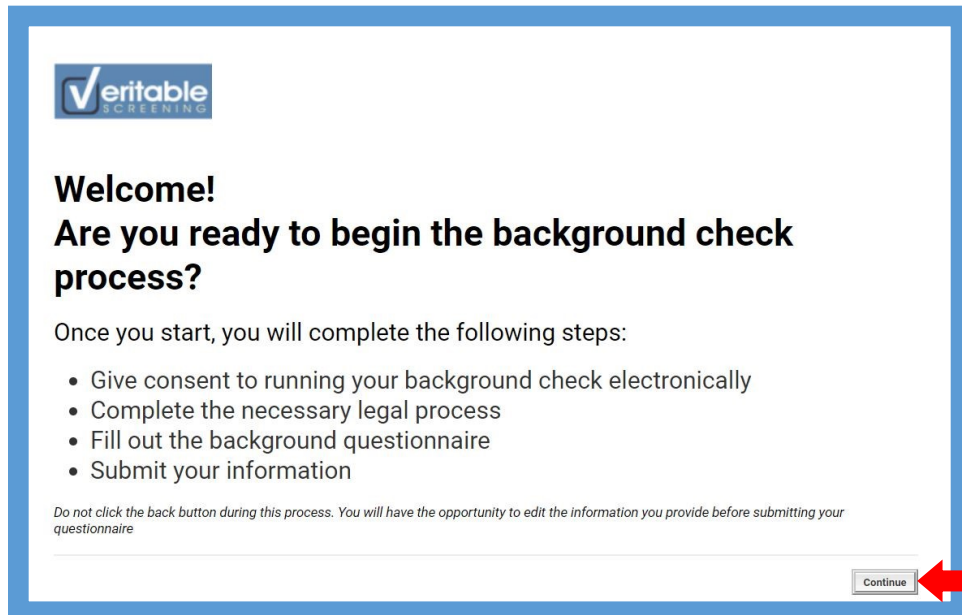 Veritable
SCREENING
Welcome!
Are you ready to begin the background check
process?
Once you start, you will complete the following steps:
• Give consent to running your background check electronically
• Complete the necessary legal process
• Fill out the background questionnaire
• Submit your information
Do not click the back button during this process. You will have the opportunity to edit the information you provide before submitting your
questionnaire
Continue